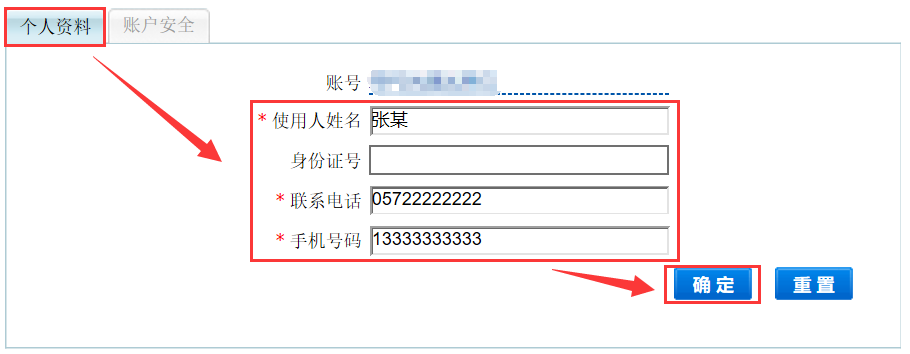 个人资料 账户安全
账号
* 使用人姓名 张某
身份证号
* 联系电话 05722222222
* 手机号码 13333333333
确 定 重 置